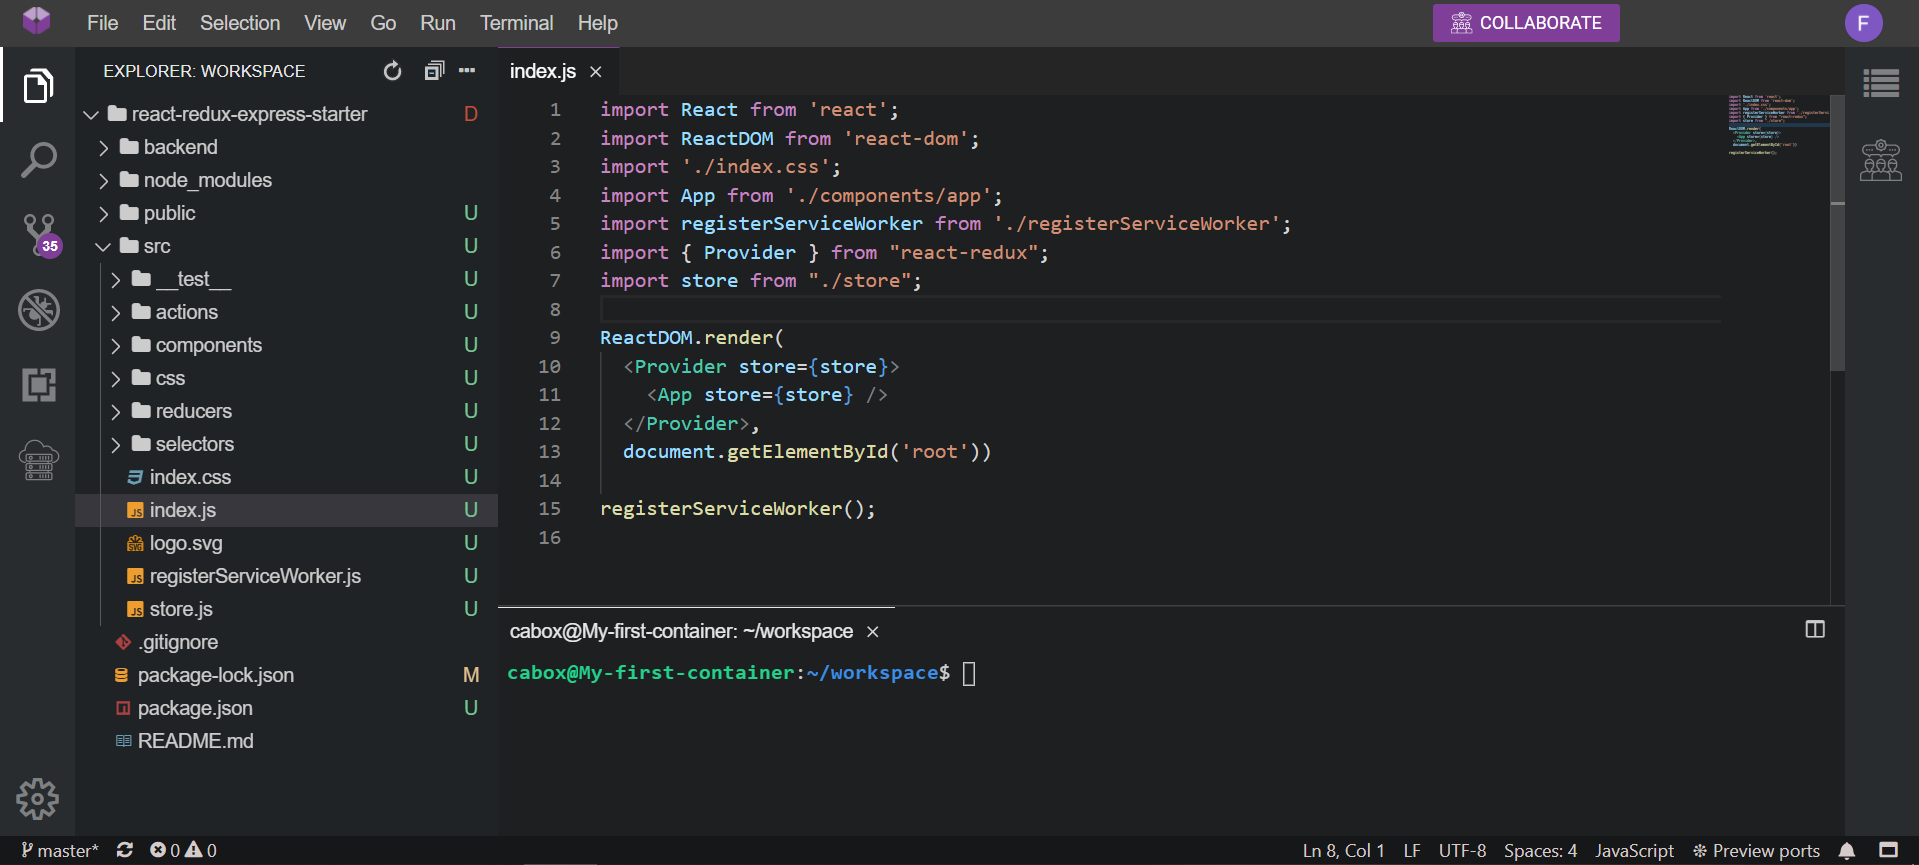 File Edit Selection View Go Run Terminal Help
COLLABORATE
F
EXPLORER: WORKSPACE
react-redux-express-starter D
backend
node_modules
public U
src U
__test__ U
actions U
components U
css U
reducers U
selectors U
index.css U
JS index.js U
SVG logo.svg U
JS registerServiceWorker.js U
JS store.js U
.gitignore
package-lock.json M
package.json U
README.md
35
index.js
1 import React from 'react';
2 import ReactDOM from 'react-dom';
3 import './index.css';
4 import App from './components/app';
5 import registerServiceWorker from './registerServiceWorker';
6 import { Provider } from "react-redux";
7 import store from "./store";
8
9 ReactDOM.render(
10 <Provider store={store}>
11 <App store={store} />
12 </Provider>,
13 document.getElementById('root'))
14
15 registerServiceWorker();
16
cabox@My-first-container: ~/workspace
cabox@My-first-container:~/workspace$
master* 0 0 Ln 8, Col 1 LF UTF-8 Spaces: 4 JavaScript Preview ports